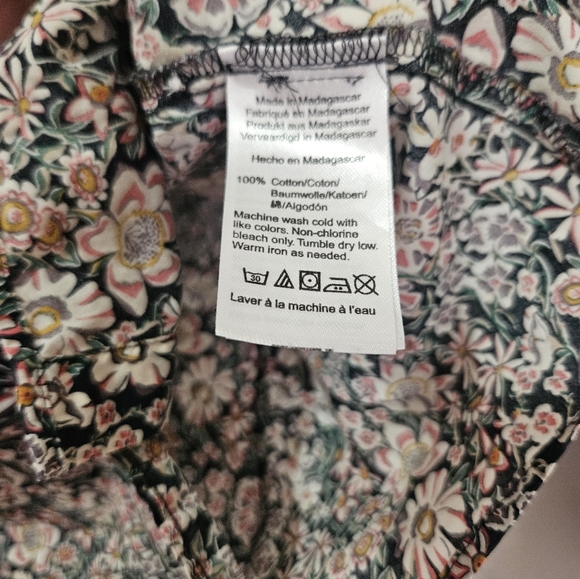 Made in Madagascar
Fabriqué en Madagascar
Produkt aus Madagaskar
Vervaardigd in Madagascar
Hecho en Madagascar
100% Cotton/Coton/
Baumwolle/Katoen/
綿/Algodón
Machine wash cold with
like colors. Non-chlorine
bleach only. Tumble dry low.
Warm iron as needed.
30
Laver à la machine à l'eau